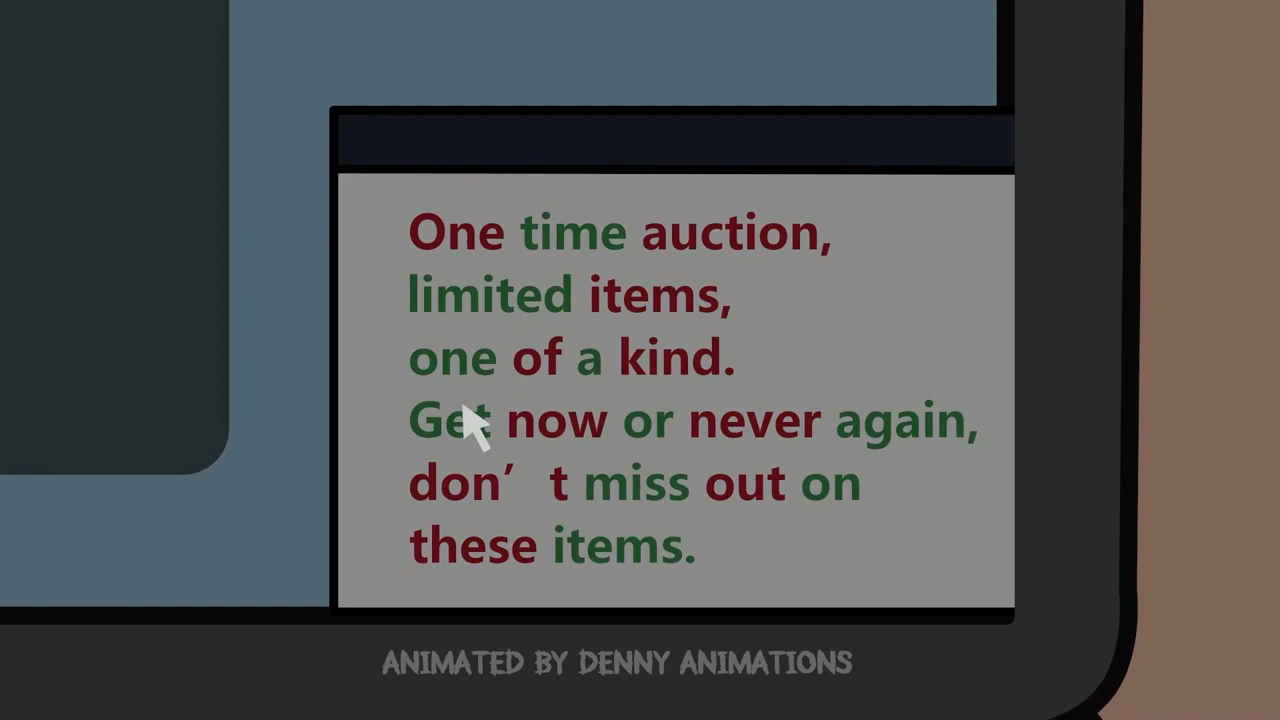 One time auction,
limited items,
one of a kind.
Get now or never again,
don’ t miss out on
these items.
ANIMATED BY DENNY ANIMATIONS